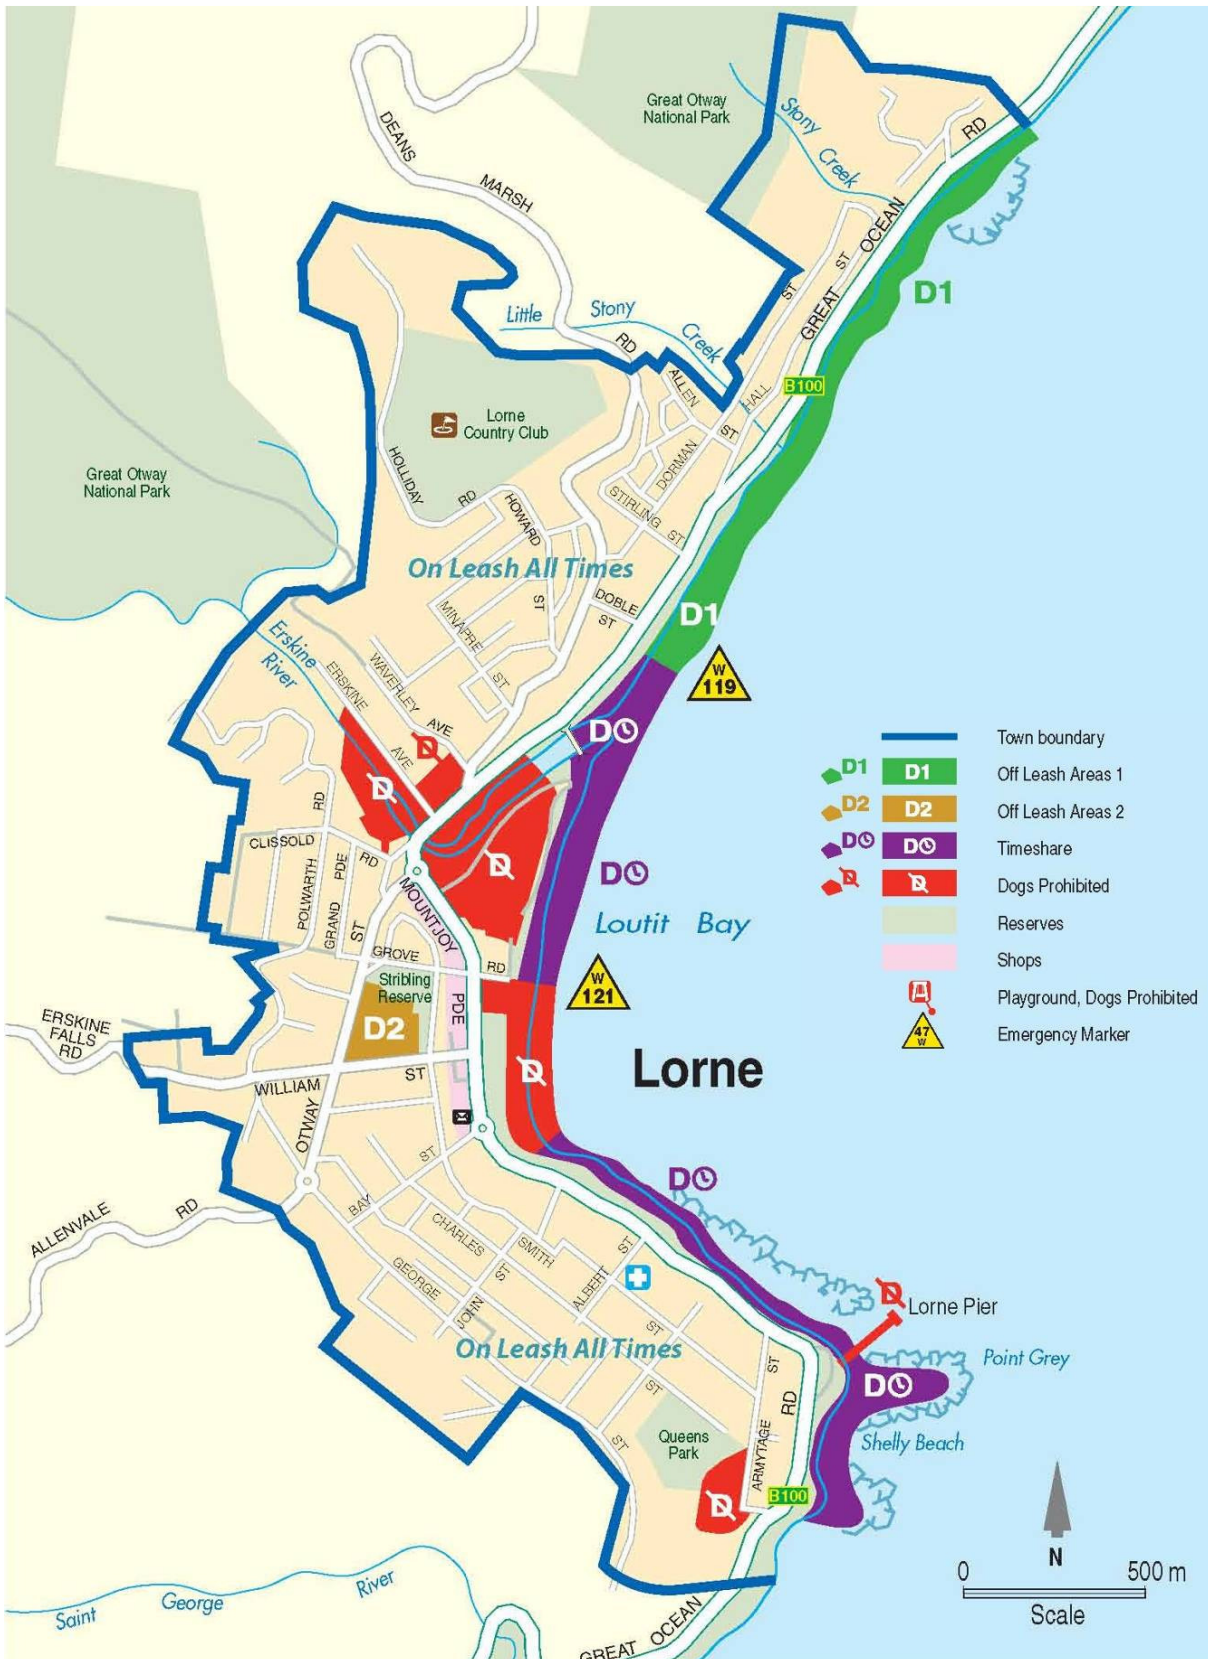 Great Otway
National Park
Stony
Creek
RD
DEANS
MARSH
OCEAN
GREAT
ST
ST
D1
Little Stony
Creek
RD
B100
ALLEN
HALL
ST
Lorne
Country Club
DORMAN
HOLLIDAY
RD
HOWARD
STIRLING
ST
Great Otway
National Park
On Leash All Times
DOBLE
ST
D1
MINAPRE
ST
ST
Erskine
River
ERSKINE
AVE
WAVERLEY
AVE
W
119
D
D
D
D
Town boundary
D1
D1
Off Leash Areas 1
D2
D2
Off Leash Areas 2
D
D
Timeshare
D
D
Dogs Prohibited
Reserves
Shops
Playground, Dogs Prohibited
47
W
Emergency Marker
RD
CLISSOLD
RD
POLWARTH
GRAND
PDE
ST
MOUNTJOY
PDE
D
D
Loutit Bay
GROVE
RD
Stribling
Reserve
D2
W
121
ERSKINE
FALLS
RD
WILLIAM
ST
D
Lorne
OTWAY
ST
D
ALLENVALE
RD
BAY
CHARLES
ST
SMITH
ST
GEORGE
JOHN
ALBERT
ST
ST
On Leash All Times
D
Lorne Pier
Point Grey
D
Shelly Beach
ST
RD
ARMYTAGE
Queens
Park
ST
D
B100
N
0
500 m
Scale
Saint George River
GREAT OCEAN